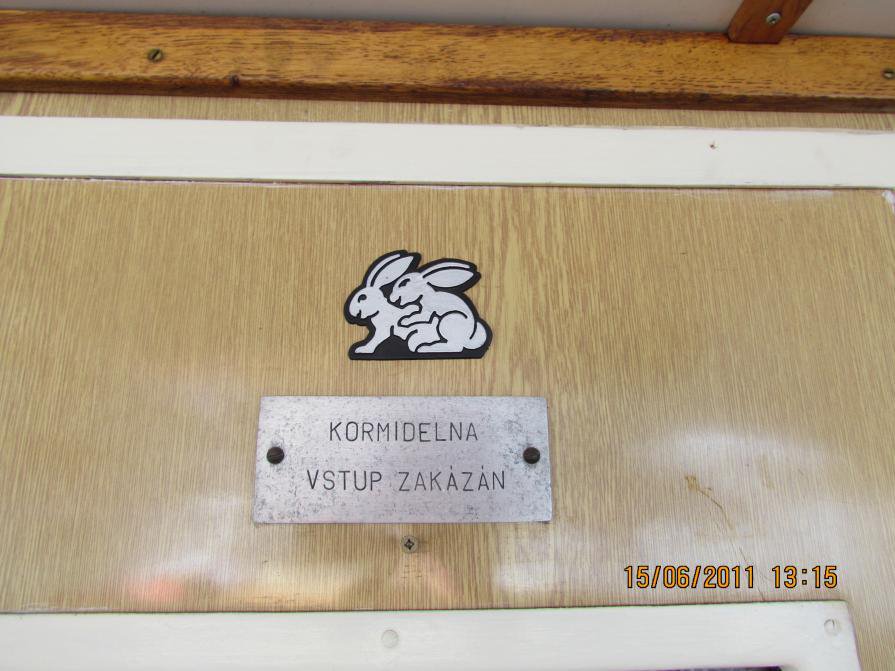 KORMIDELNA
VSTUP ZAKÁZÁN
15/06/2011 13:15